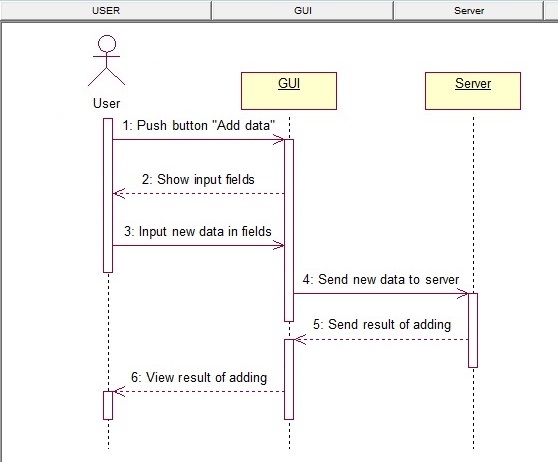 USER GUI Server
GUI Server
User
1: Push button "Add data"
2: Show input fields
3: Input new data in fields
4: Send new data to server
5: Send result of adding
6: View result of adding